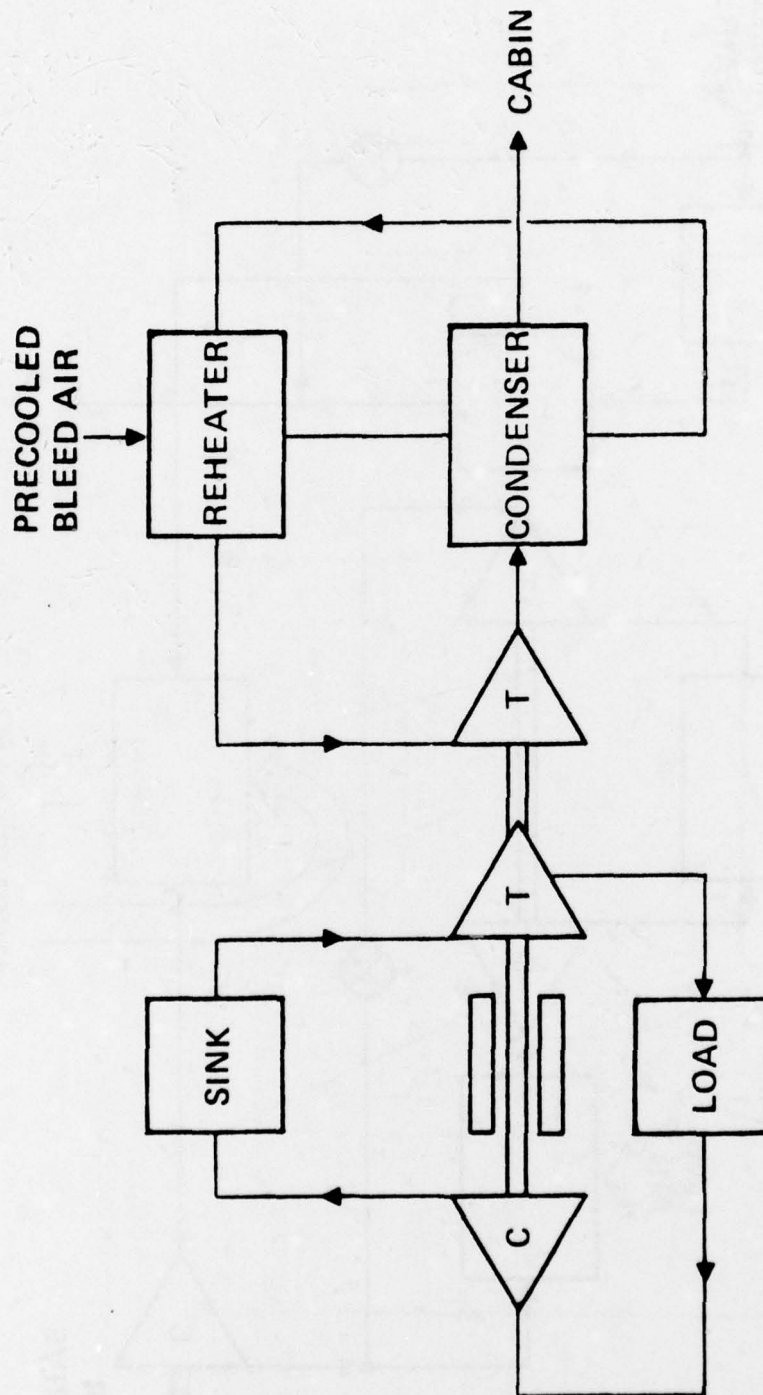 PRECOOLED
BLEED AIR
REHEATER
SINK
C
T
T
CONDENSER
CABIN
LOAD